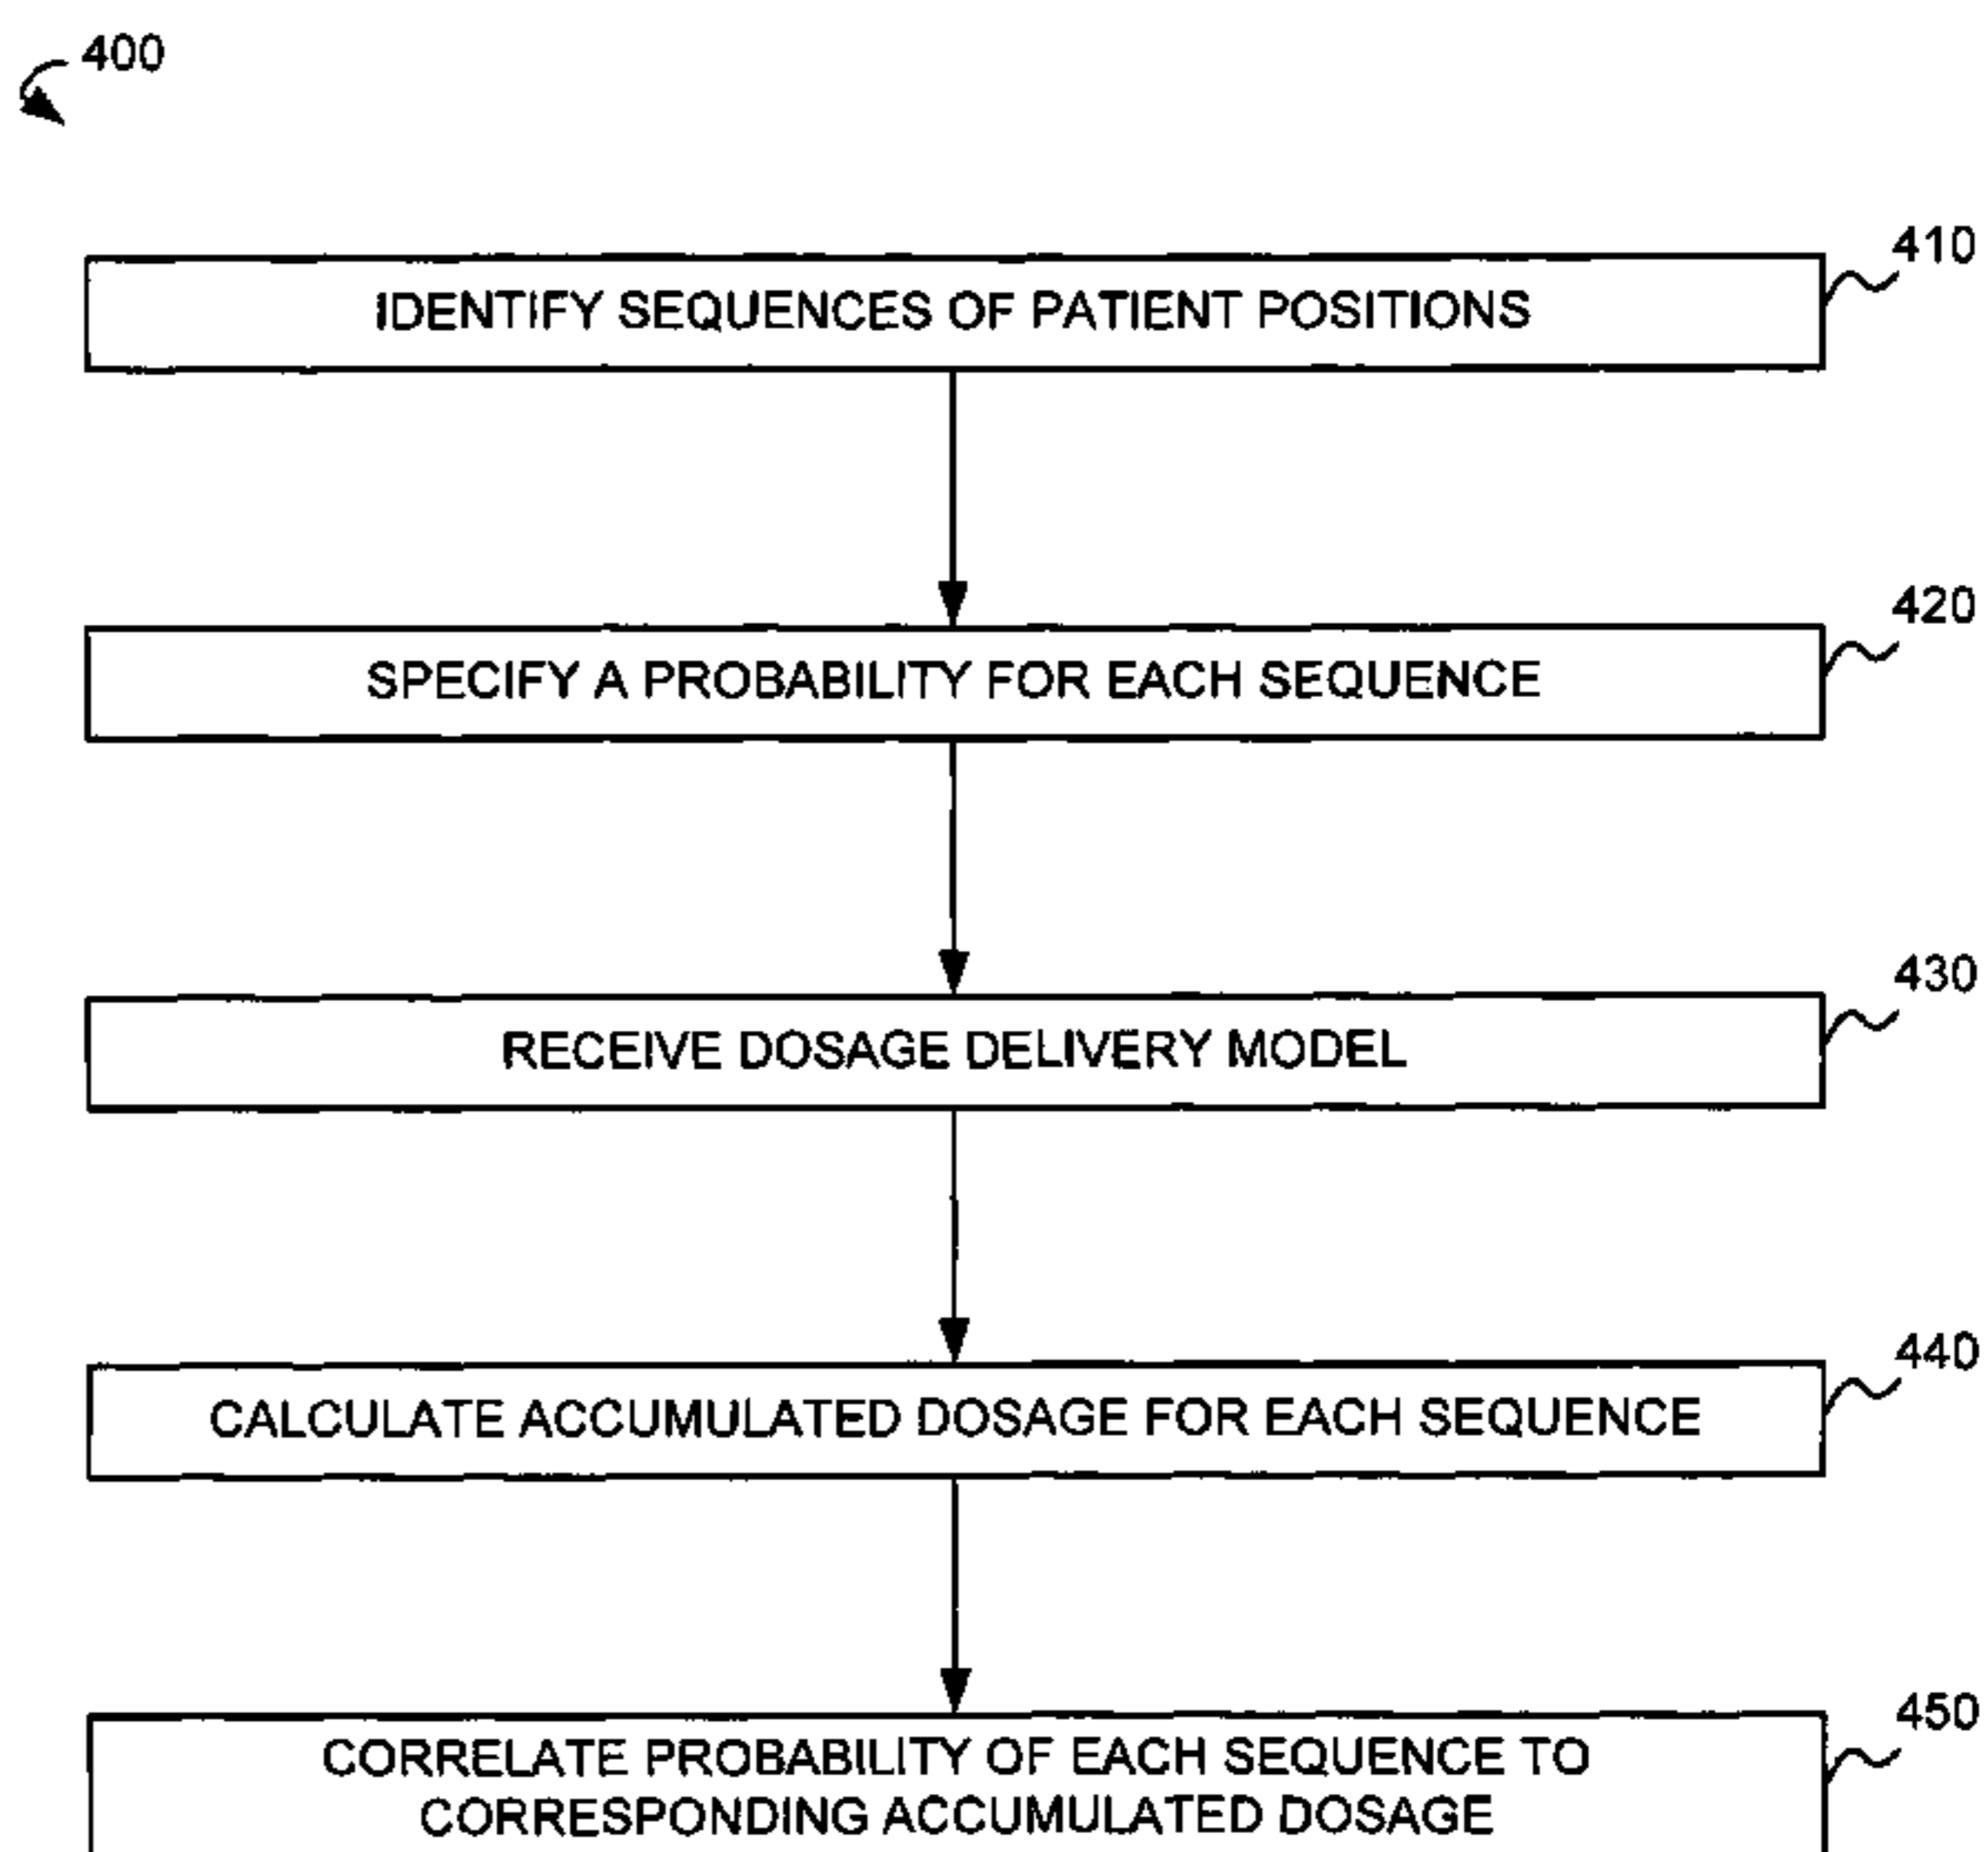 400
410
IDENTIFY SEQUENCES OF PATIENT POSITIONS
420
SPECIFY A PROBABILITY FOR EACH SEQUENCE
430
RECEIVE DOSAGE DELIVERY MODEL
440
CALCULATE ACCUMULATED DOSAGE FOR EACH SEQUENCE
450
CORRELATE PROBABILITY OF EACH SEQUENCE TO
CORRESPONDING ACCUMULATED DOSAGE